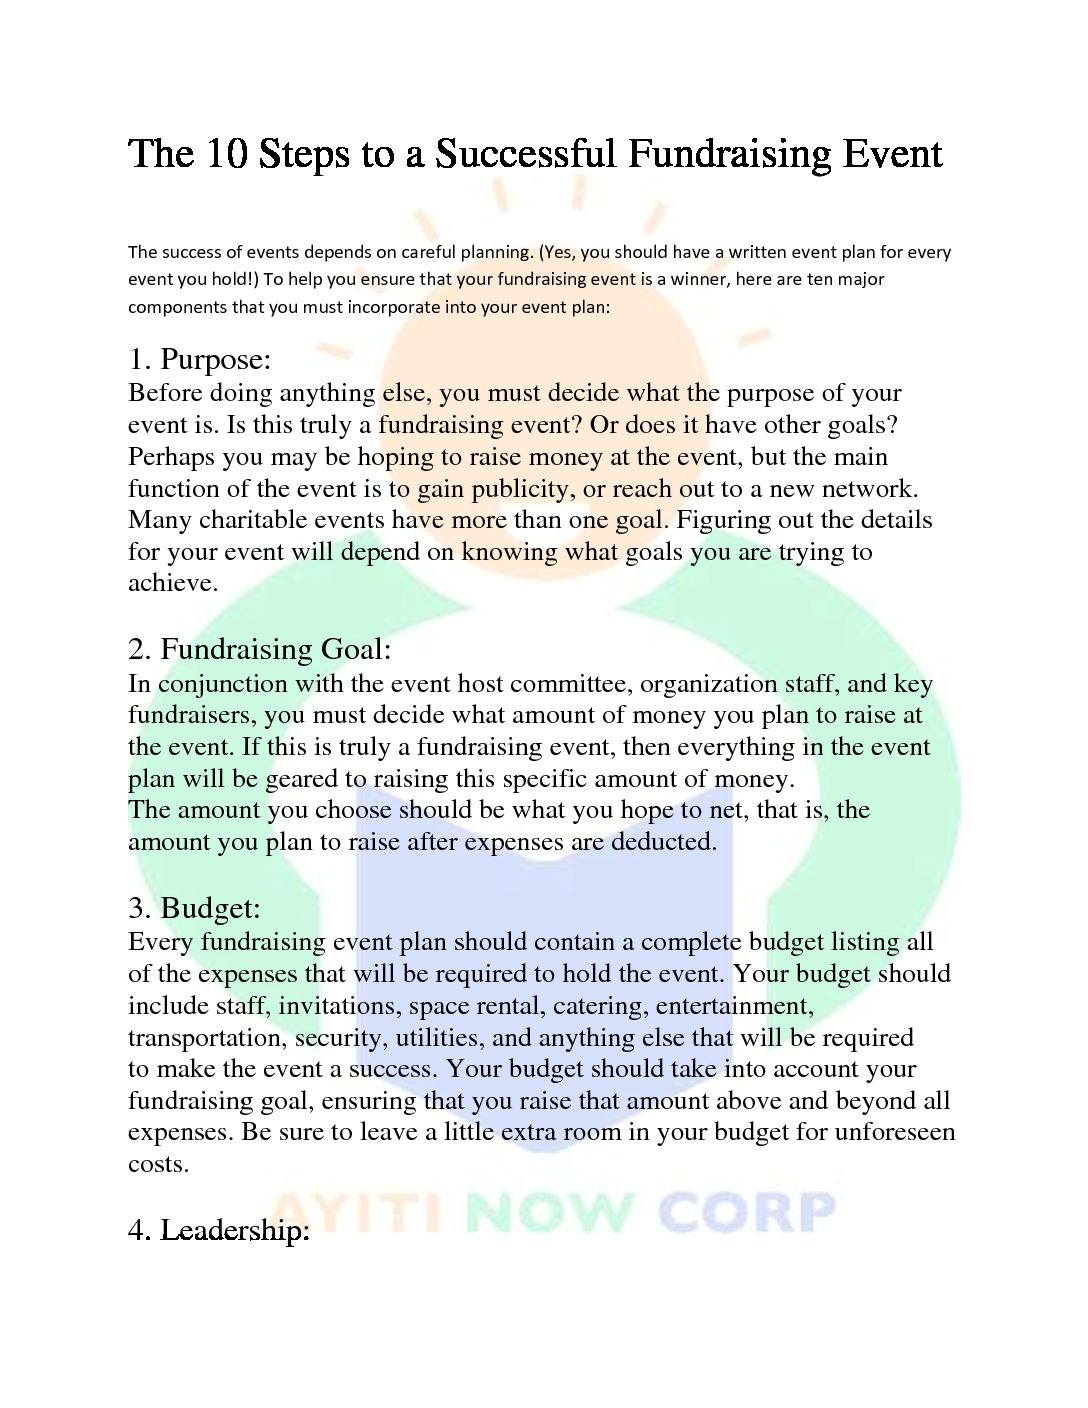 The 10 Steps to a Successful Fundraising Event
The success of events depends on careful planning. (Yes, you should have a written event plan for every
event you hold!) To help you ensure that your fundraising event is a winner, here are ten major
components that you must incorporate into your event plan:
1. Purpose:
Before doing anything else, you must decide what the purpose of your
event is. Is this truly a fundraising event? Or does it have other goals?
Perhaps you may be hoping to raise money at the event, but the main
function of the event is to gain publicity, or reach out to a new network.
Many charitable events have more than one goal. Figuring out the details
for your event will depend on knowing what goals you are trying to
achieve.
2. Fundraising Goal:
In conjunction with the event host committee, organization staff, and key
fundraisers, you must decide what amount of money you plan to raise at
the event. If this is truly a fundraising event, then everything in the event
plan will be geared to raising this specific amount of money.
The amount you choose should be what you hope to net, that is, the
amount you plan to raise after expenses are deducted.
3. Budget:
Every fundraising event plan should contain a complete budget listing all
of the expenses that will be required to hold the event. Your budget should
include staff, invitations, space rental, catering, entertainment,
transportation, security, utilities, and anything else that will be required
to make the event a success. Your budget should take into account your
fundraising goal, ensuring that you raise that amount above and beyond all
expenses. Be sure to leave a little extra room in your budget for unforeseen
costs.
AYITI NOW CORP
4. Leadership: